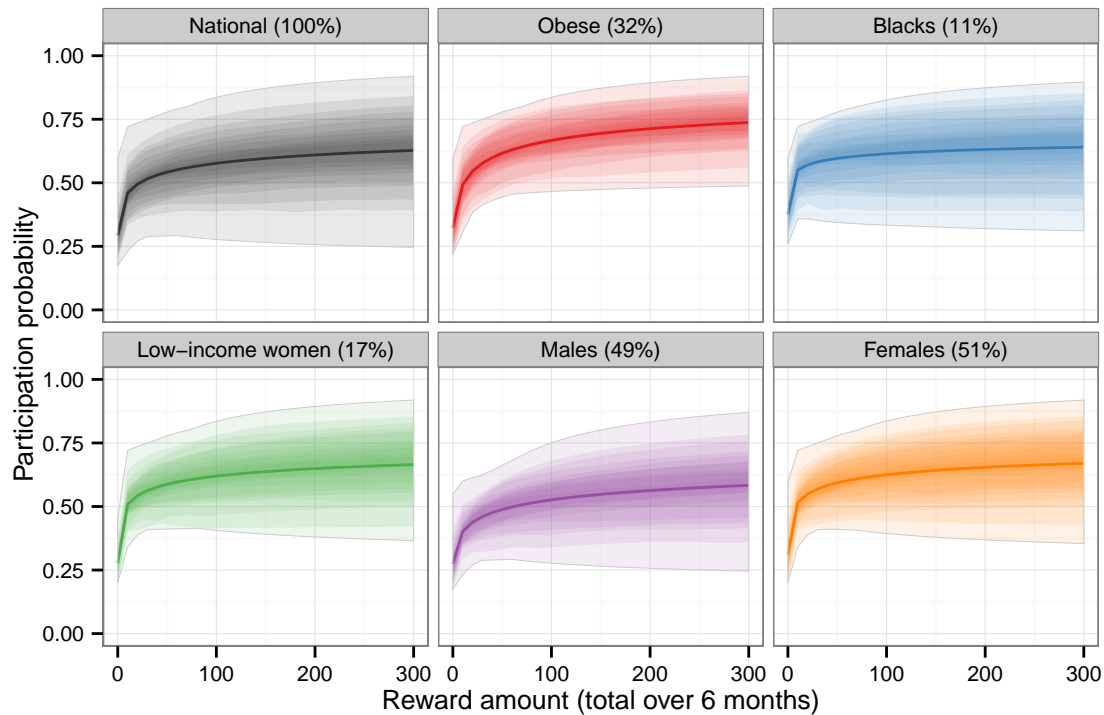 National (100%) Obese (32%) Blacks (11%)
1.00
0.75
0.50
0.25
0.00
Low−income women (17%) Males (49%) Females (51%)
1.00
0.75
0.50
0.25
0.00
0 100 200 300 0 100 200 300 0 100 200 300
Reward amount (total over 6 months)
Participation probability